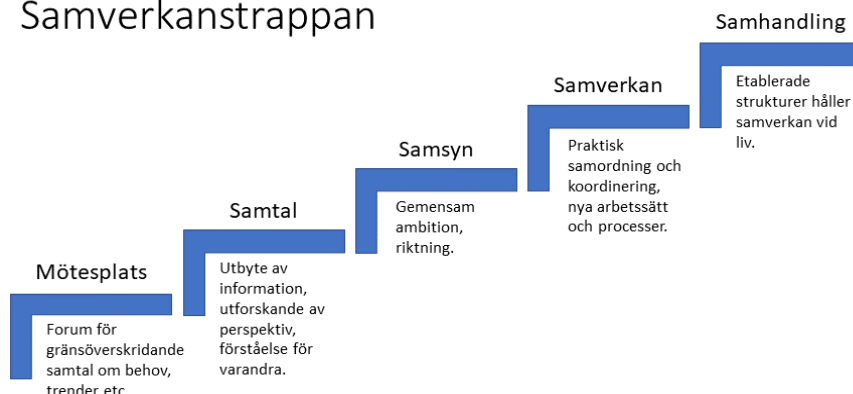 Samverkanstrappan
Mötesplats
Forum för
gränsöverskridande
samtal om behov,
trender etc
Samtal
Utbyte av
information,
utforskande av
perspektiv,
förståelse för
varandra.
Samsyn
Gemensam
ambition,
riktning.
Samverkan
Praktisk
samordning och
koordinering,
nya arbetssätt
och processer.
Samhandling
Etablerade
strukturer håller
samverkan vid
liv.